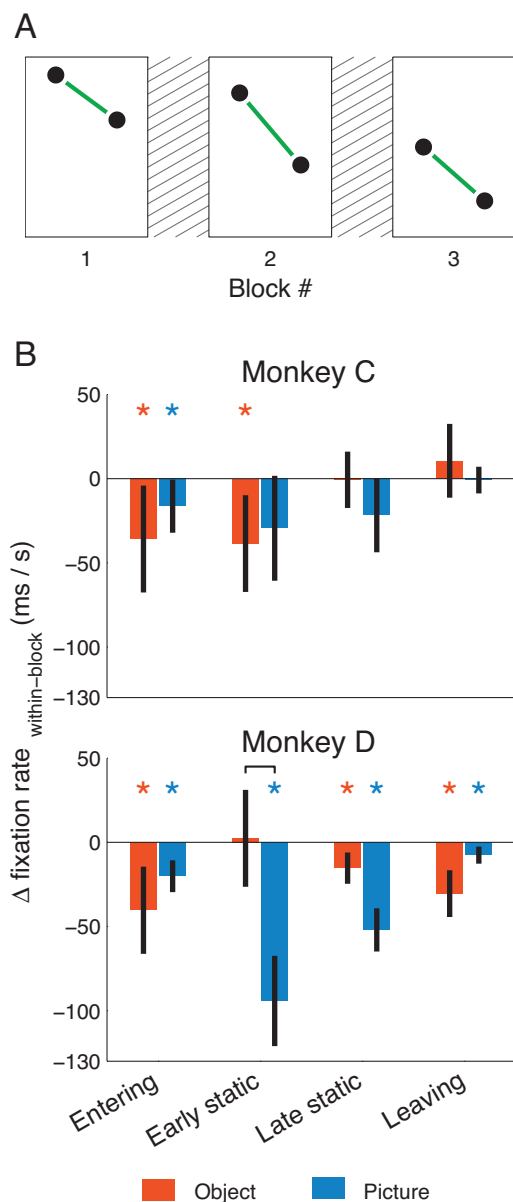 A
1 2 3
Block #
B
Monkey C
* * *
50
0
−50
−100
−130
Δ fixation rate within−block (ms / s)
Monkey D
* * * * * * *
50
0
−50
−100
−130
Entering Early static Late static Leaving
Object Picture